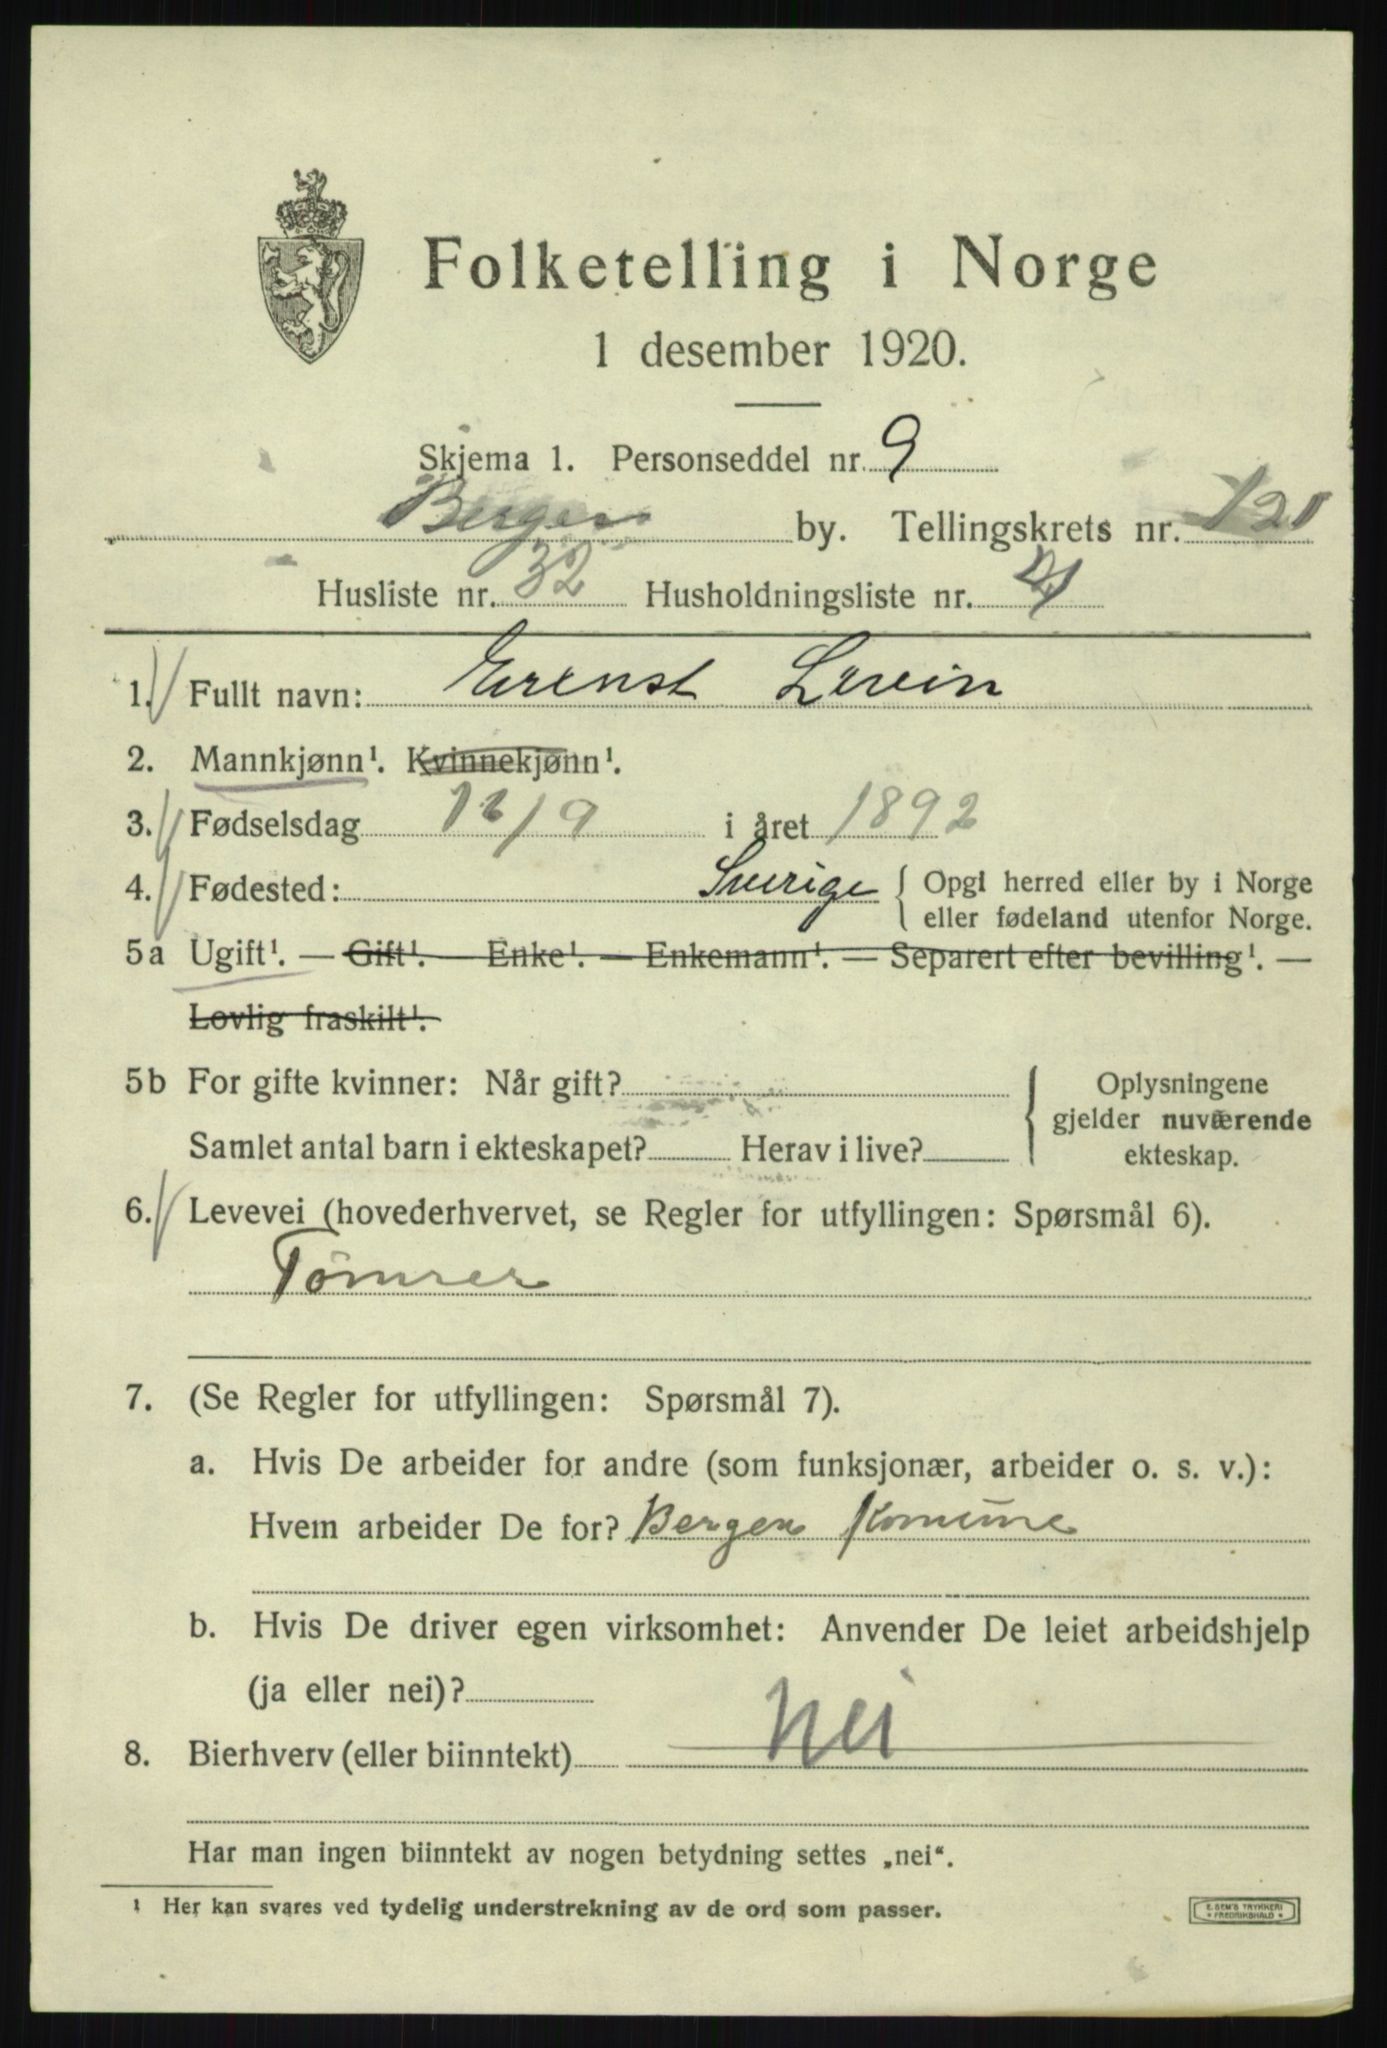 Folketelling i Norge
1 desember 1920.
Skjema 1. Personseddel nr. 9
Bergen by. Tellingskrets nr. 120
Husliste nr. 32 Husholdningsliste nr.
1. Fullt navn: Erenst Levin
2. Mannkjønn¹. Kvinnekjønn¹.
3. Fødselsdag /9 i året 1892
4. Fødested: Sverige { Opgi herred eller by i Norge
eller fødeland utenfor Norge.
5a Ugift¹. — Gift¹. — Enke¹. — Enkemann¹. — Separert efter bevilling¹. —
Lovlig fraskilt¹.
5b For gifte kvinner: Når gift? { Oplysningene
gjelder nuværende
Samlet antal barn i ekteskapet? Herav i live? ekteskap.
6. Levevei (hovederhvervet, se Regler for utfyllingen: Spørsmål 6).
Tømrer
7. (Se Regler for utfyllingen: Spørsmål 7).
a. Hvis De arbeider for andre (som funksjonær, arbeider o. s. v.):
Hvem arbeider De for? Bergen Komune
b. Hvis De driver egen virksomhet: Anvender De leiet arbeidshjelp
(ja eller nei)?
8. Bierhverv (eller biinntekt) Nei
Har man ingen biinntekt av nogen betydning settes „nei“.
¹ Her kan svares ved tydelig understrekning av de ord som passer.
E. SEM'S TRYKKERI
* FREDRIKSHALD *